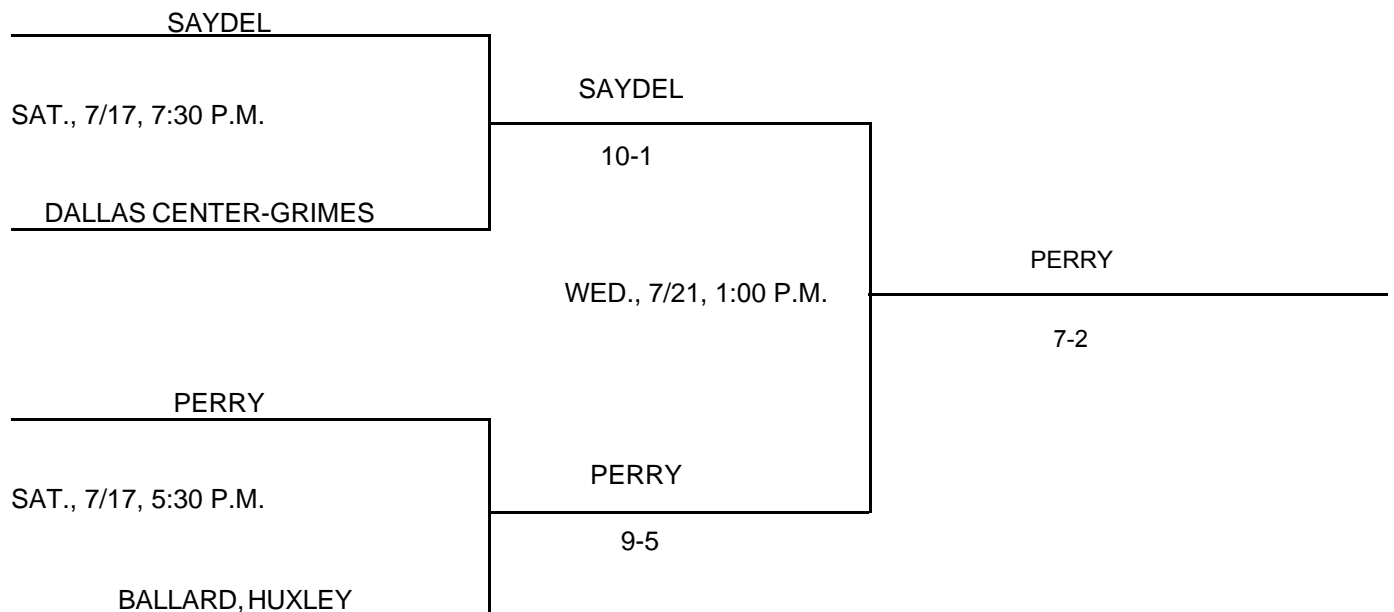 SAYDEL
SAYDEL
SAT., 7/17, 7:30 P.M.
10-1
DALLAS CENTER-GRIMES
PERRY
WED., 7/21, 1:00 P.M.
7-2
PERRY
PERRY
SAT., 7/17, 5:30 P.M.
9-5
BALLARD, HUXLEY